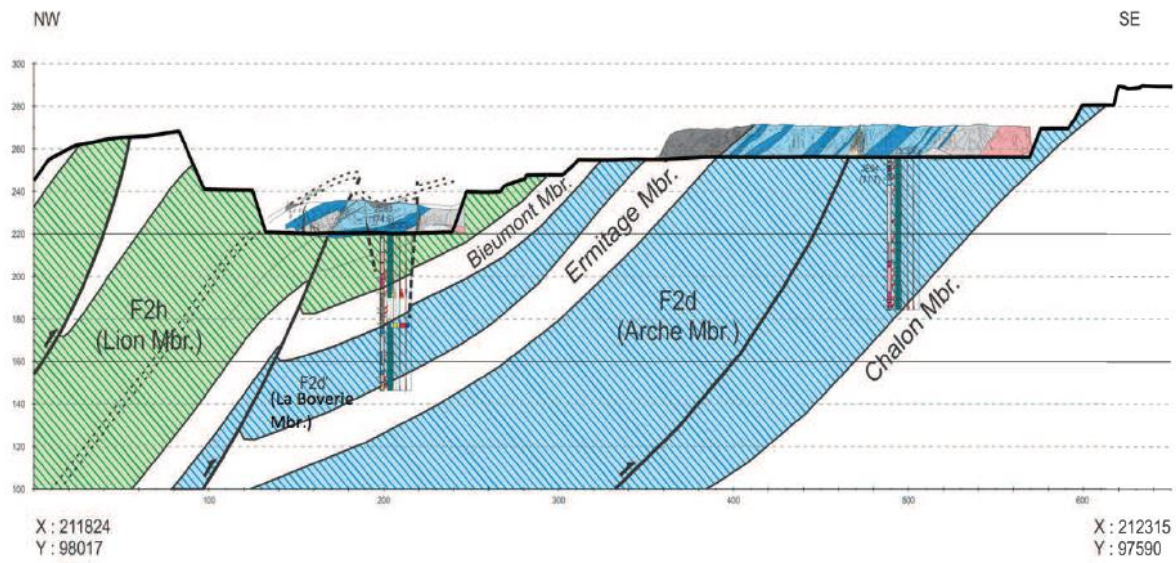 NW
SE
300
280
260
240
220
200
180
160
140
120
100
Bieumont Mbr.
Ermitage Mbr.
F2h
(Lion Mbr.)
F2d
(Arche Mbr.)
Chalon Mbr.
F2d'
(La Boverie
Mbr.)
100
200
300
400
500
600
X : 211824
Y : 98017
X : 212315
Y : 97590